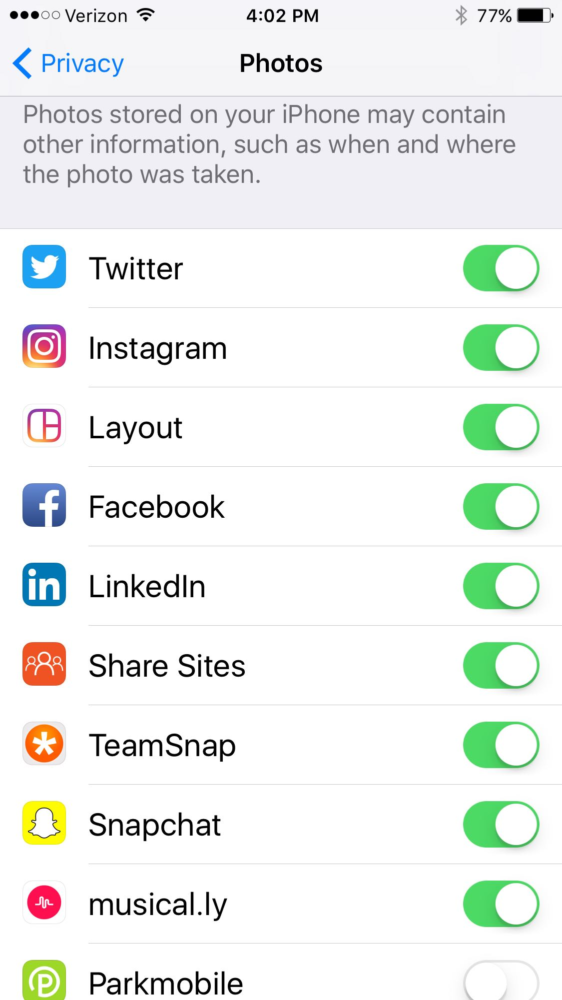 Verizon 4:02 PM 77%
Privacy Photos
Photos stored on your iPhone may contain
other information, such as when and where
the photo was taken.
Twitter
Instagram
Layout
Facebook
in LinkedIn
Share Sites
TeamSnap
Snapchat
musical.ly
Parkmobile